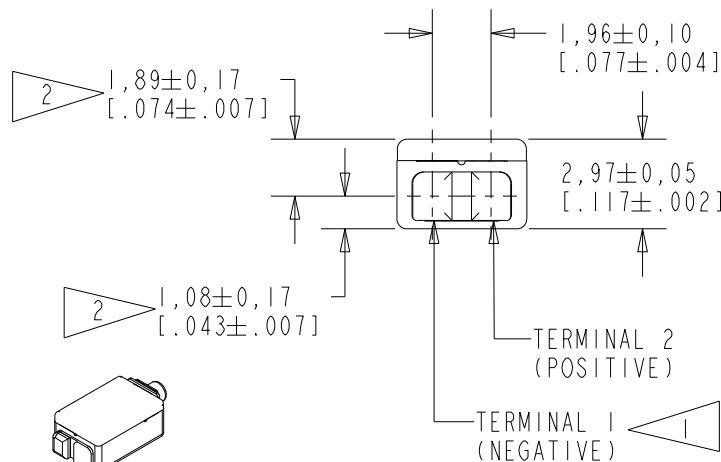 1,96±0,10
[.077±.004]
2
1,89±0,17
[.074±.007]
2,97±0,05
[.117±.002]
2
1,08±0,17
[.043±.007]
TERMINAL 2
(POSITIVE)
TERMINAL 1
(NEGATIVE)
1